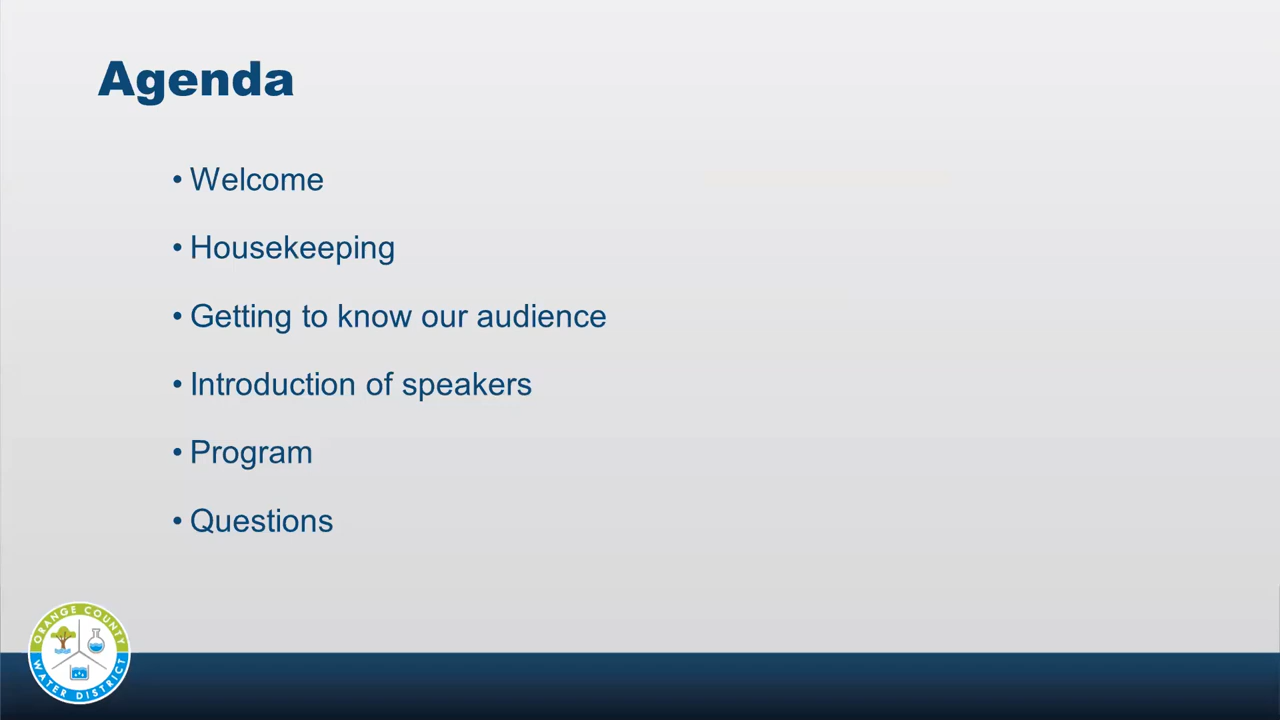 Agenda
• Welcome
• Housekeeping
• Getting to know our audience
• Introduction of speakers
• Program
• Questions
ORANGE COUNTY
WATER DISTRICT